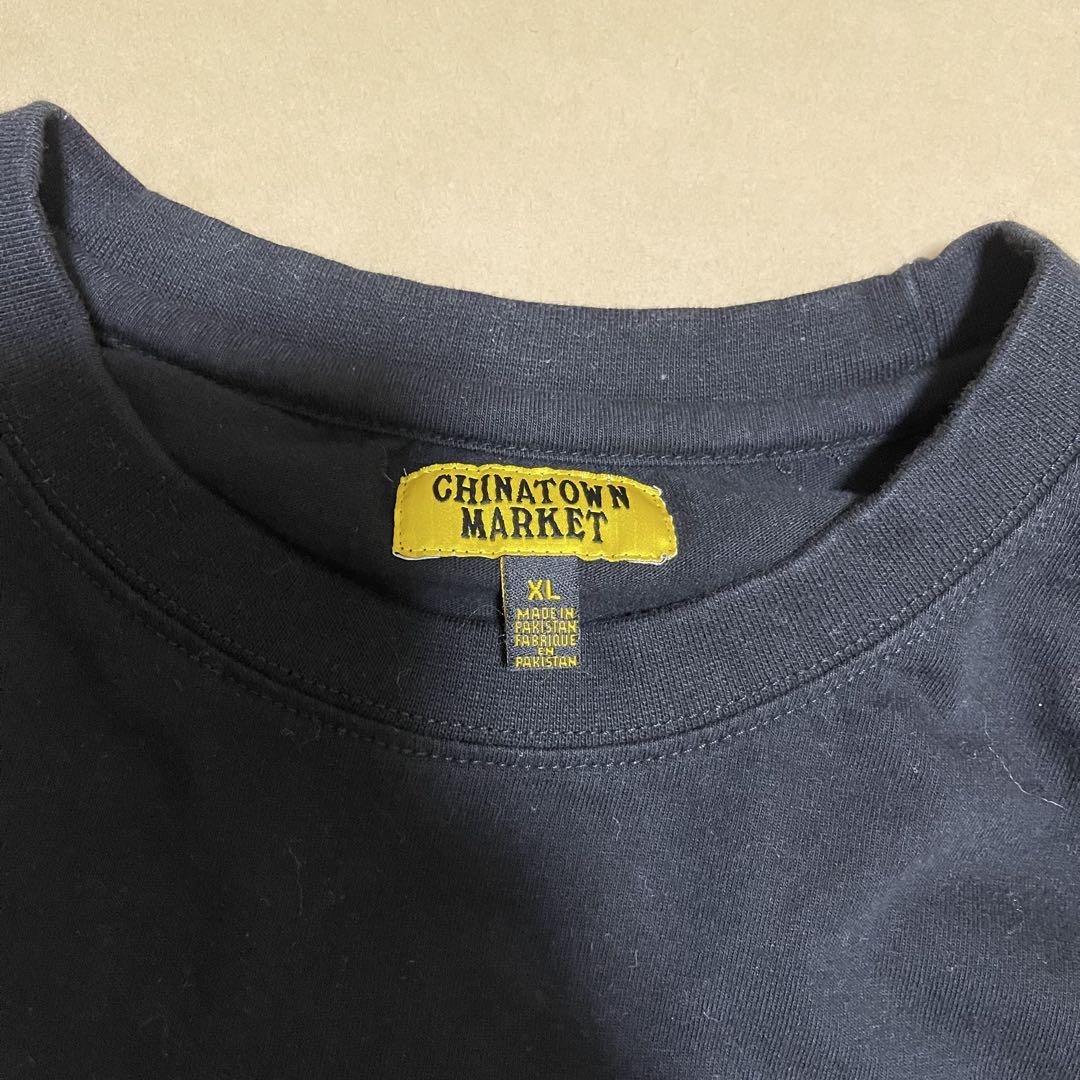 CHINATOWN
MARKET
XL
MADE IN
PAKISTAN
FABRIQUE
EN
PAKISTAN